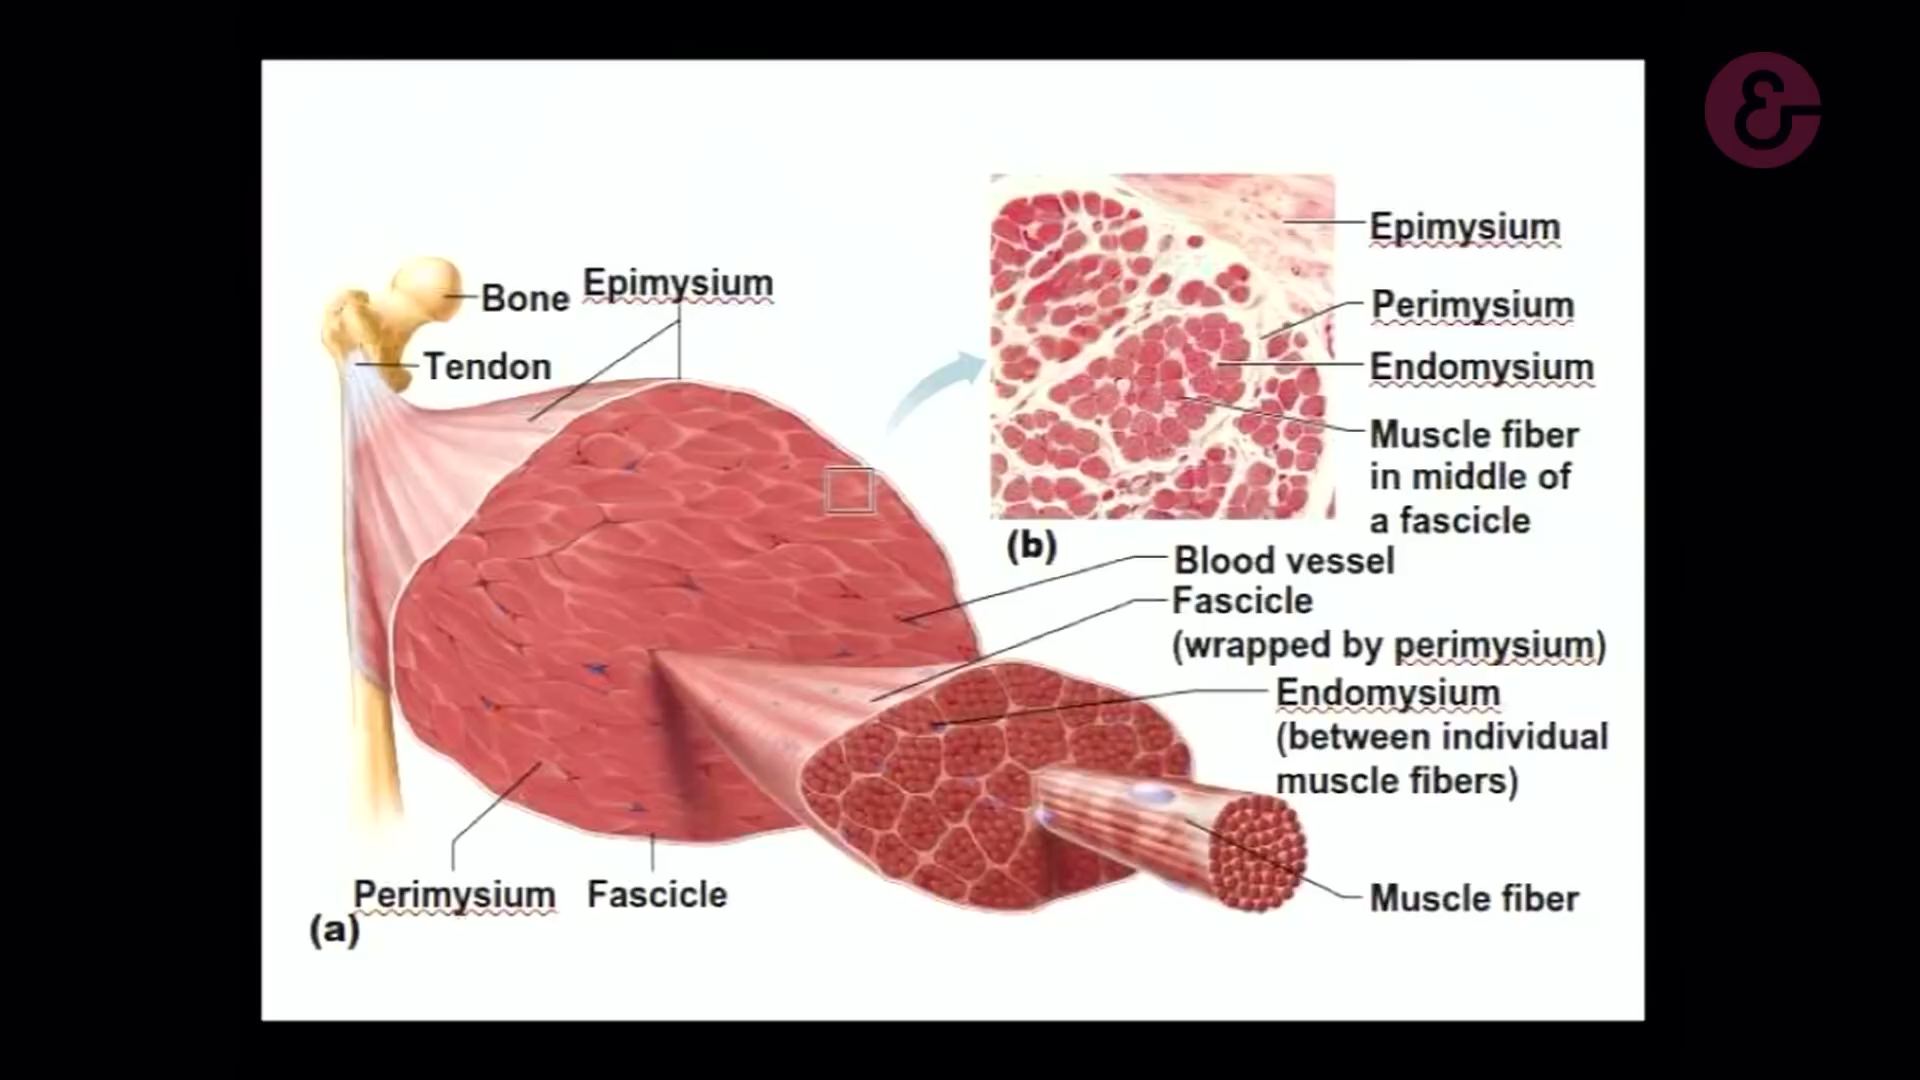 Bone
Epimysium
Tendon
Perimysium
Fascicle
(a)
Epimysium
Perimysium
Endomysium
Muscle fiber
in middle of
a fascicle
(b)
Blood vessel
Fascicle
(wrapped by perimysium)
Endomysium
(between individual
muscle fibers)
Muscle fiber
&